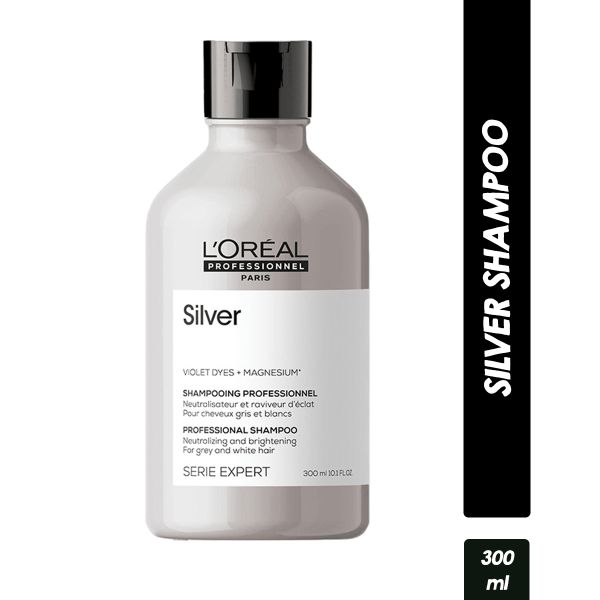 L'ORÉAL
PROFESSIONNEL
PARIS
Silver
VIOLET DYES + MAGNESIUM*
SHAMPOOING PROFESSIONNEL
Neutralisateur et raviveur d'éclat
Pour cheveux gris et blancs
PROFESSIONAL SHAMPOO
Neutralizing and brightening
For grey and white hair
SERIE EXPERT
300 ml 10.1 FL.OZ.
SILVER SHAMPOO
300
ml